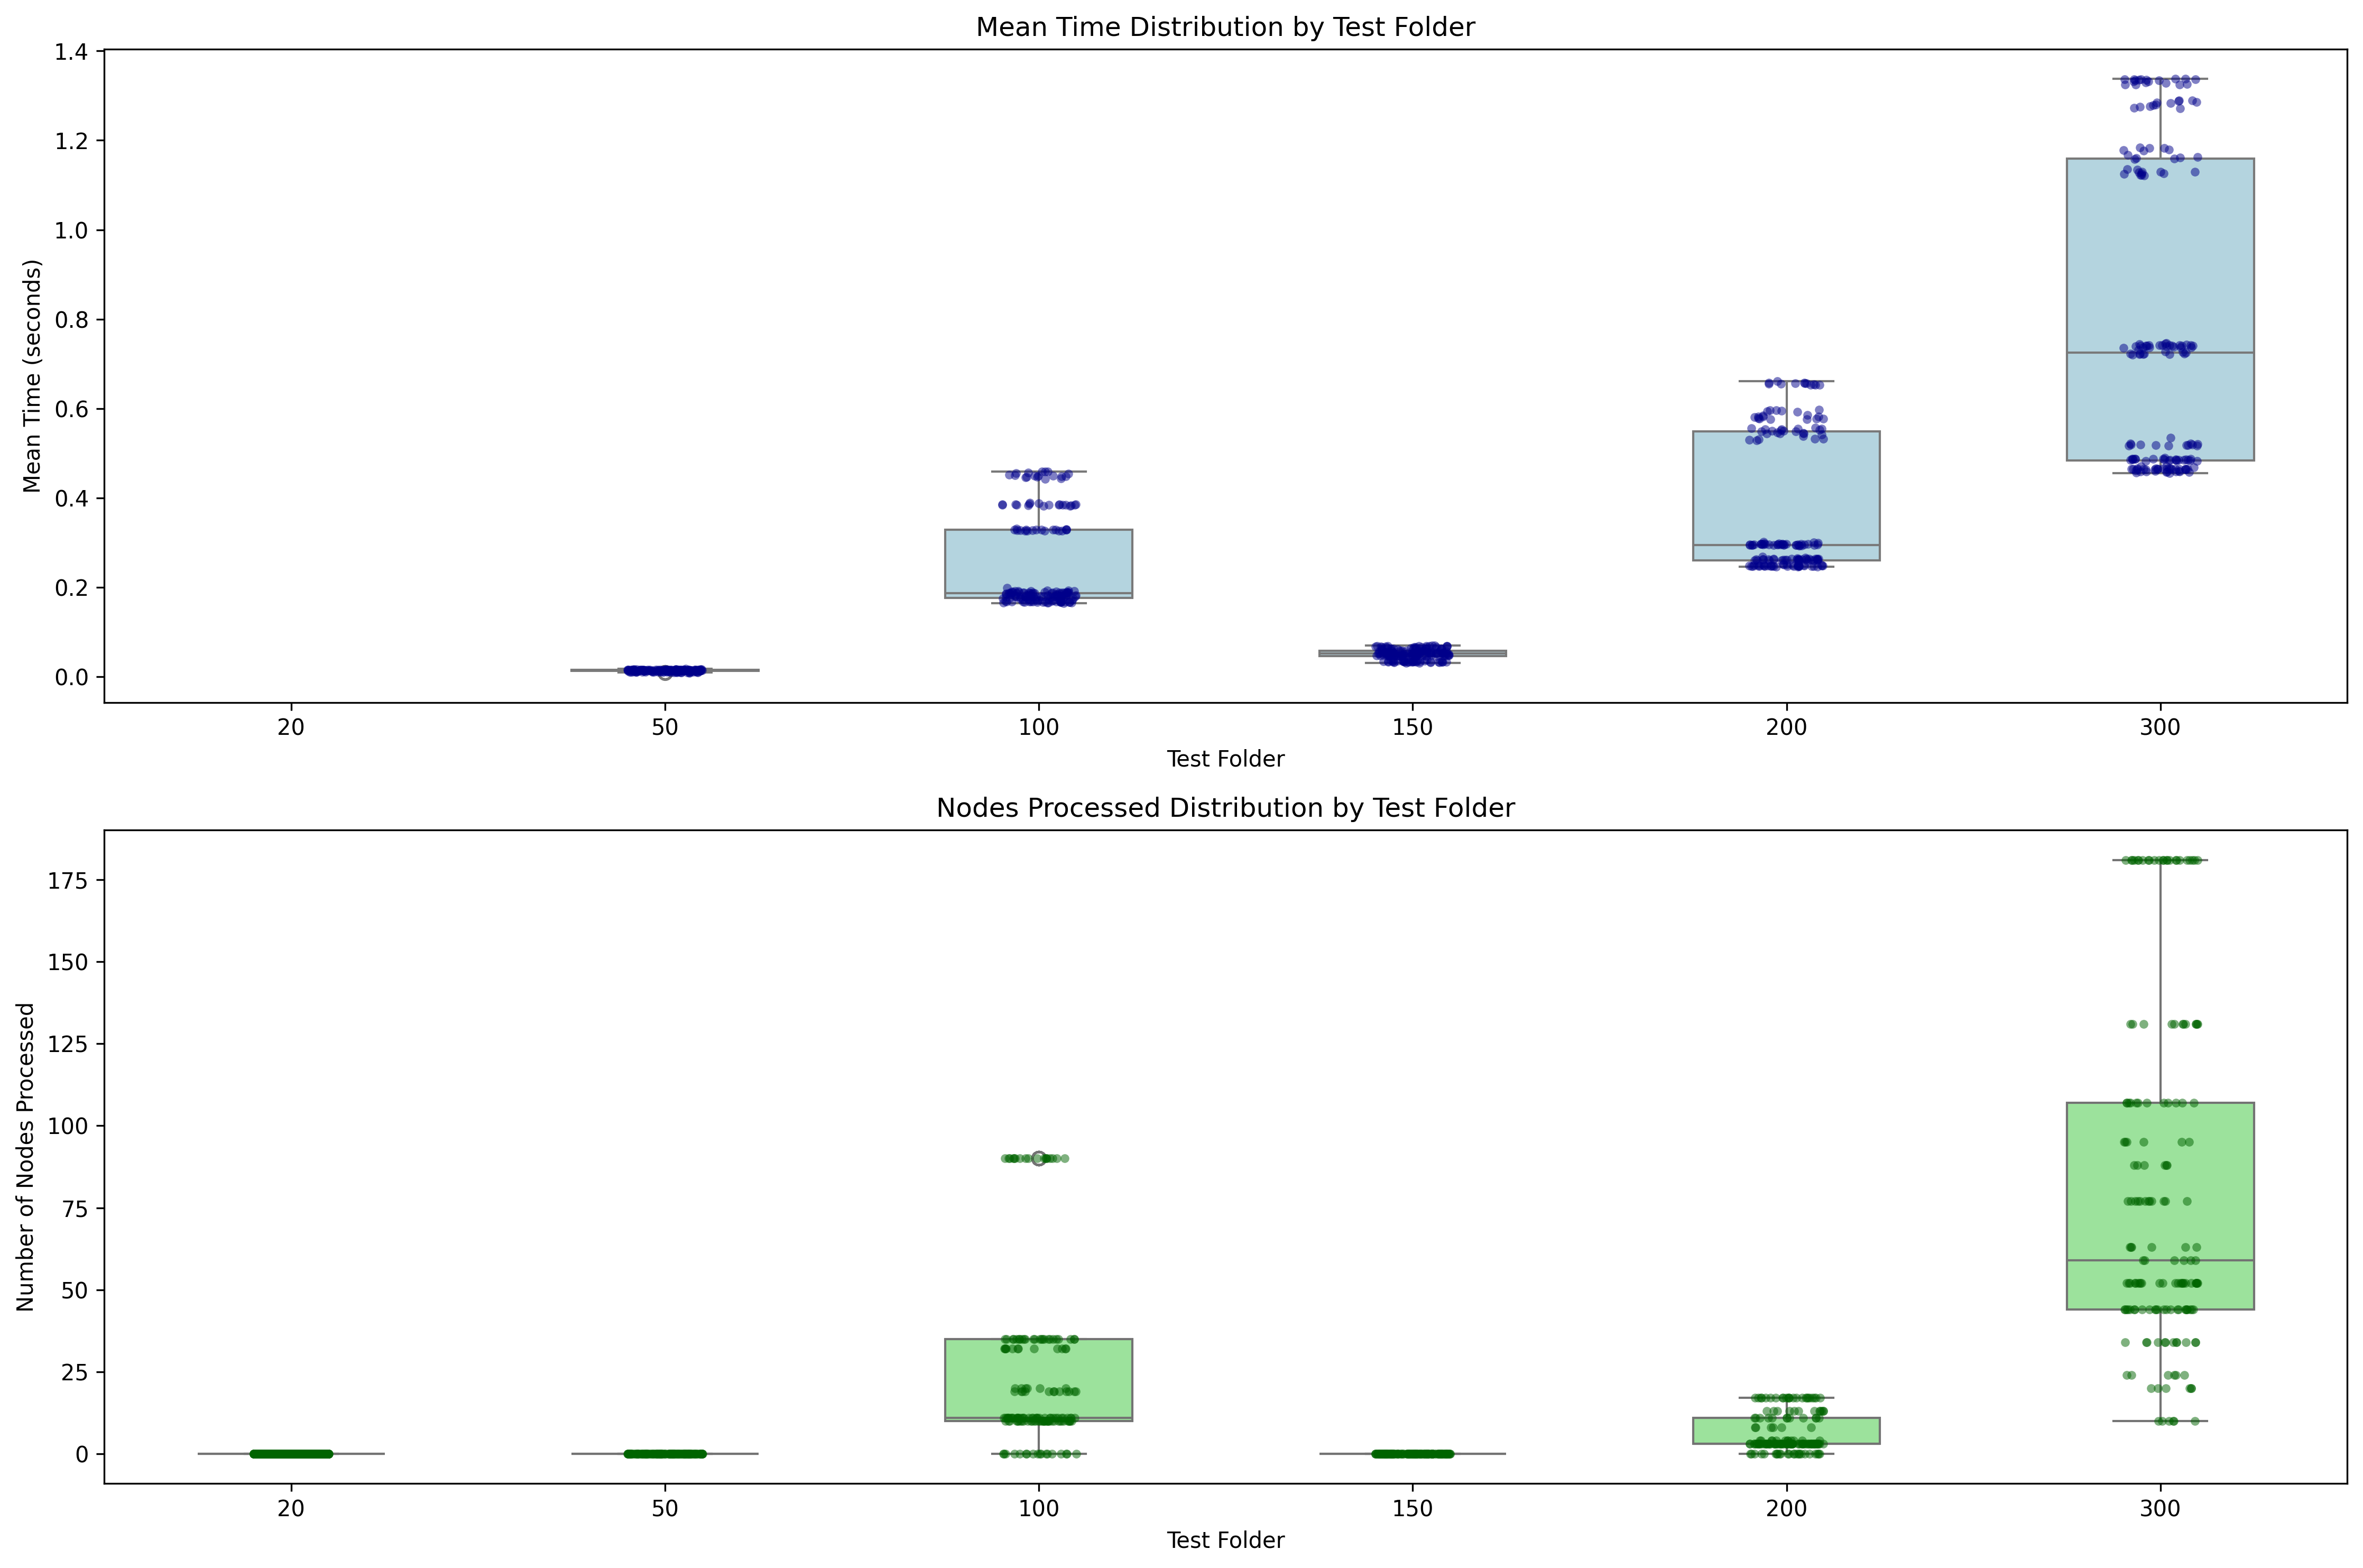 Mean Time Distribution by Test Folder
Mean Time (seconds)
1.4
1.2
1.0
0.8
0.6
0.4
0.2
0.0
20 50 100 150 200 300
Test Folder
Nodes Processed Distribution by Test Folder
Number of Nodes Processed
175
150
125
100
75
50
25
0
20 50 100 150 200 300
Test Folder